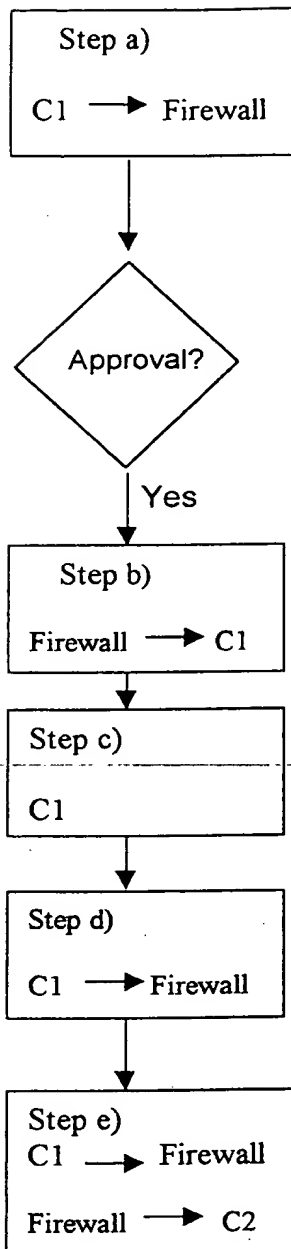 Step a)
C1 → Firewall
Approval?
Yes
Step b)
Firewall → C1
Step c)
C1
Step d)
C1 → Firewall
Step e)
C1 → Firewall
Firewall → C2